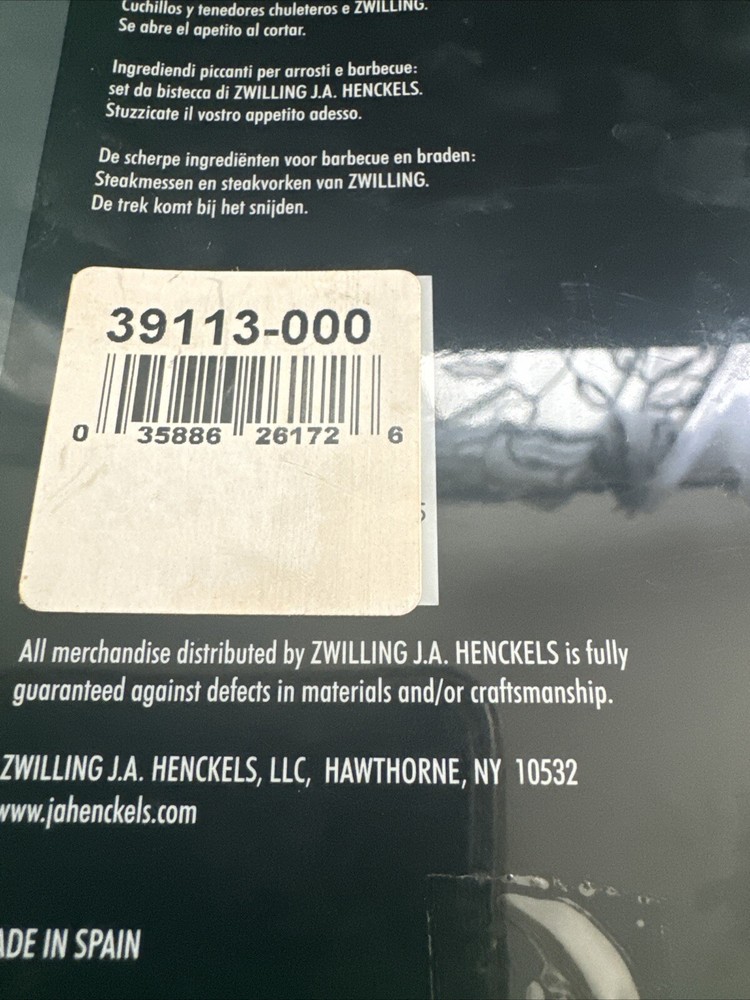 Cuchillos y tenedores chuleteros e ZWILLING.
Se abre el apetito al cortar.
Ingrediendi piccanti per arrosti e barbecue:
set da bistecca di ZWILLING J.A. HENCKELS.
Stuzzicate il vostro appetito adesso.
De scherpe ingrediënten voor barbecue en braden:
Steakmessen en steakvorken van ZWILLING.
De trek komt bij het snijden.
39113-000
0 35886 26172 6
All merchandise distributed by ZWILLING J.A. HENCKELS is fully
guaranteed against defects in materials and/or craftsmanship.
ZWILLING J.A. HENCKELS, LLC, HAWTHORNE, NY 10532
www.jahenckels.com
ADE IN SPAIN